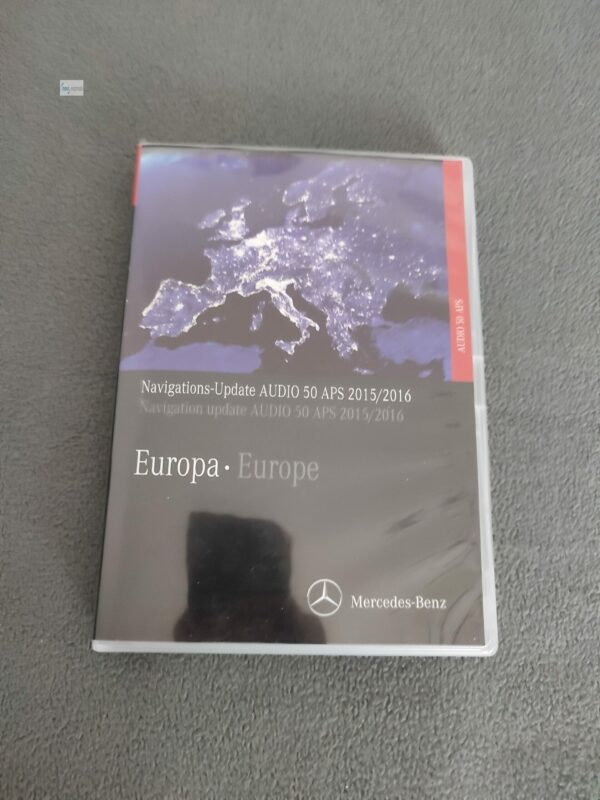 AUDIO 50 APS
Navigations-Update AUDIO 50 APS 2015/2016
Navigation update AUDIO 50 APS 2015/2016
Europa · Europe
Mercedes-Benz